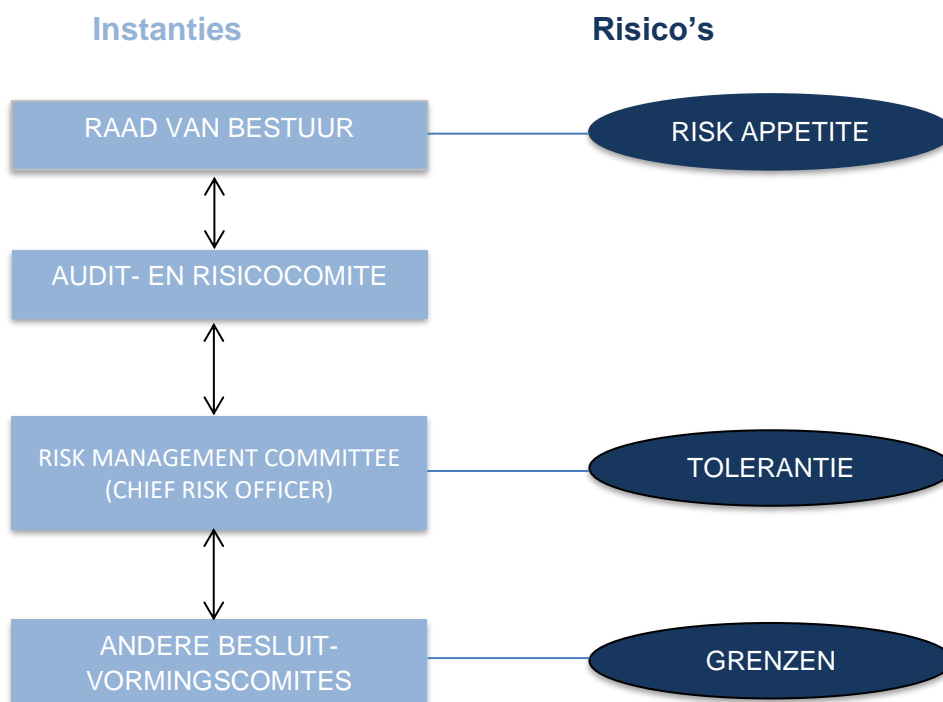 Instanties
Risico’s
RAAD VAN BESTUUR
RISK APPETITE
AUDIT- EN RISICOCOMITE
RISK MANAGEMENT COMMITTEE
(CHIEF RISK OFFICER)
TOLERANTIE
ANDERE BESLUIT-
VORMINGSCOMITES
GRENZEN